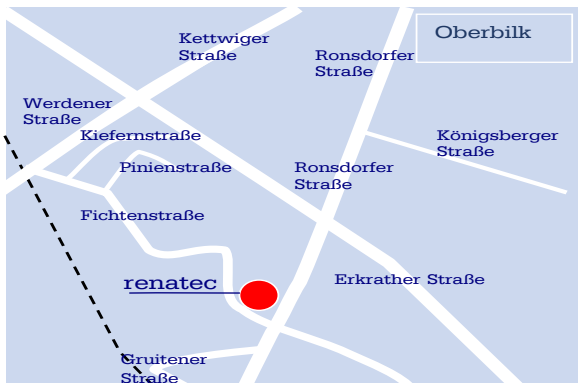 Oberbilk
Kettwiger
Straße
Ronsdorfer
Straße
Werdener
Straße
Kiefernstraße
Königsberger
Straße
Pinienstraße
Ronsdorfer
Straße
Fichtenstraße
renatec
Erkrather Straße
Gruitener
Straße